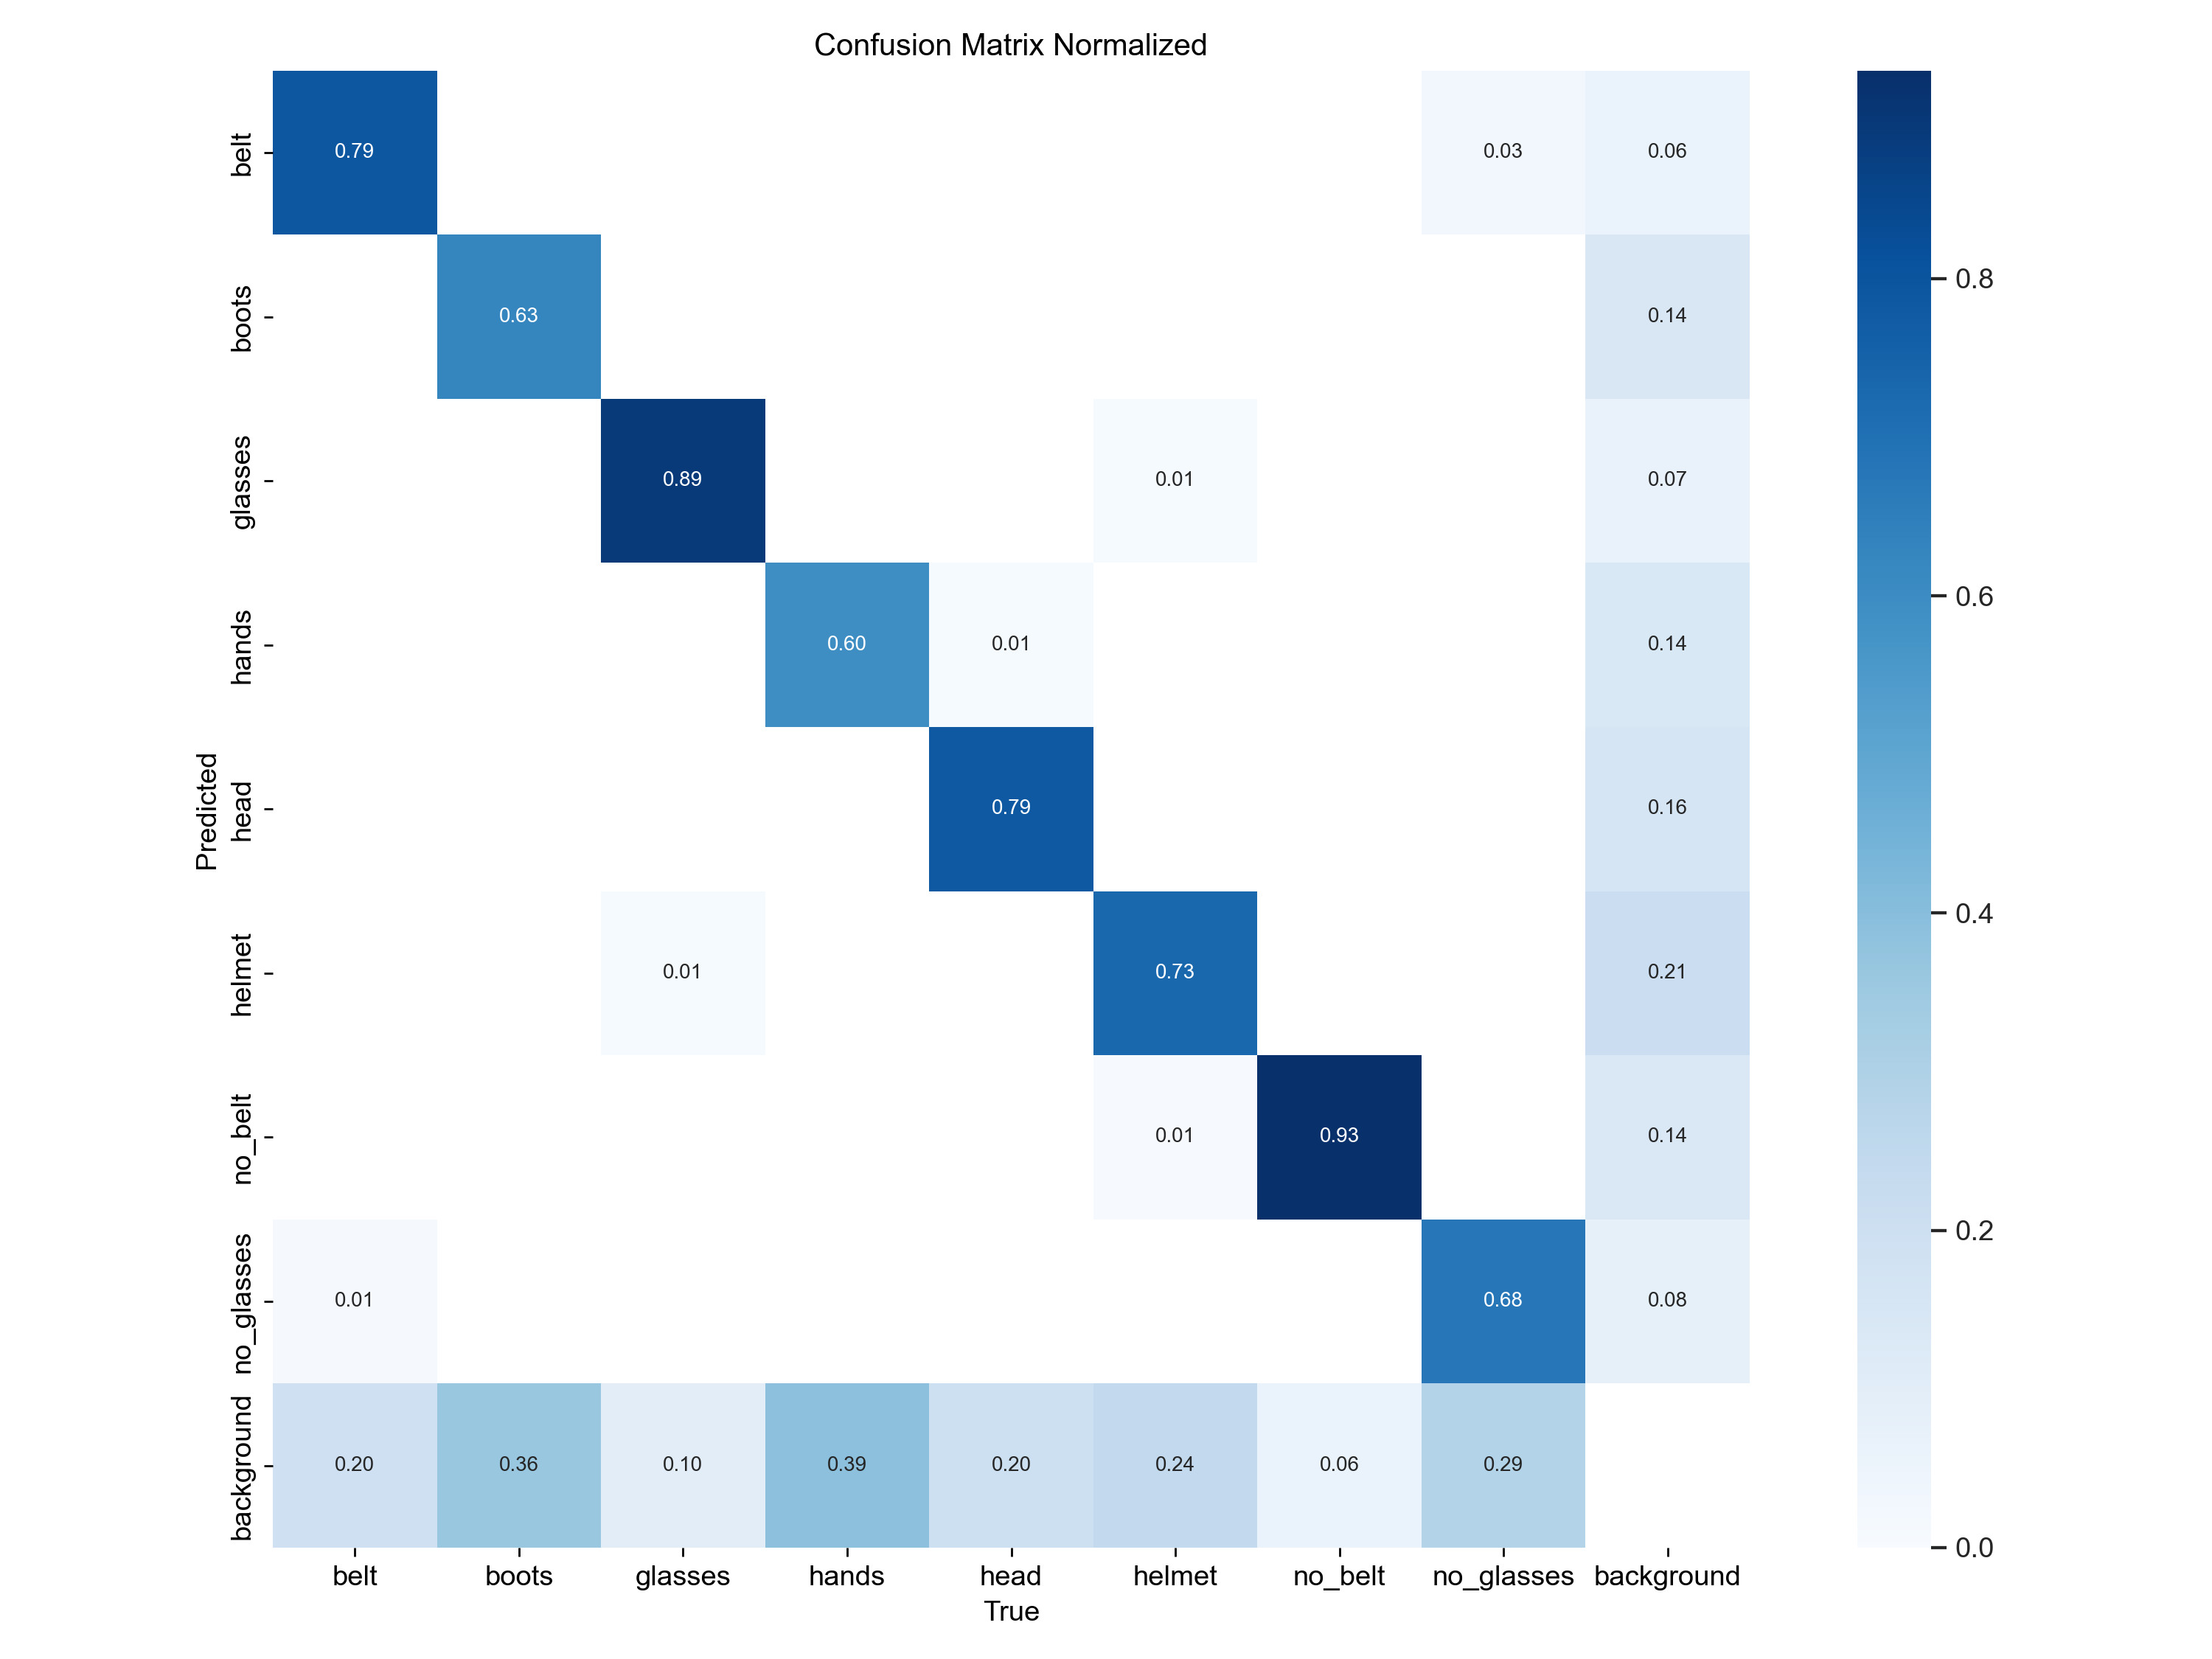 Confusion Matrix Normalized
belt 0.79 0.03 0.06
boots 0.63 0.14
glasses 0.89 0.01 0.07
hands 0.60 0.01 0.14
head 0.79 0.16
helmet 0.01 0.73 0.21
no_belt 0.01 0.93 0.14
no_glasses 0.01 0.68 0.08
background 0.20 0.36 0.10 0.39 0.20 0.24 0.06 0.29
Predicted
belt boots glasses hands head helmet no_belt no_glasses background
True
0.8
0.6
0.4
0.2
0.0